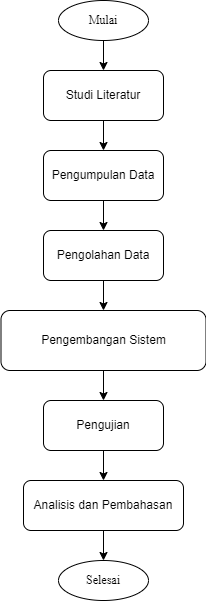 Mulai
Studi Literatur
Pengumpulan Data
Pengolahan Data
Pengembangan Sistem
Pengujian
Analisis dan Pembahasan
Selesai